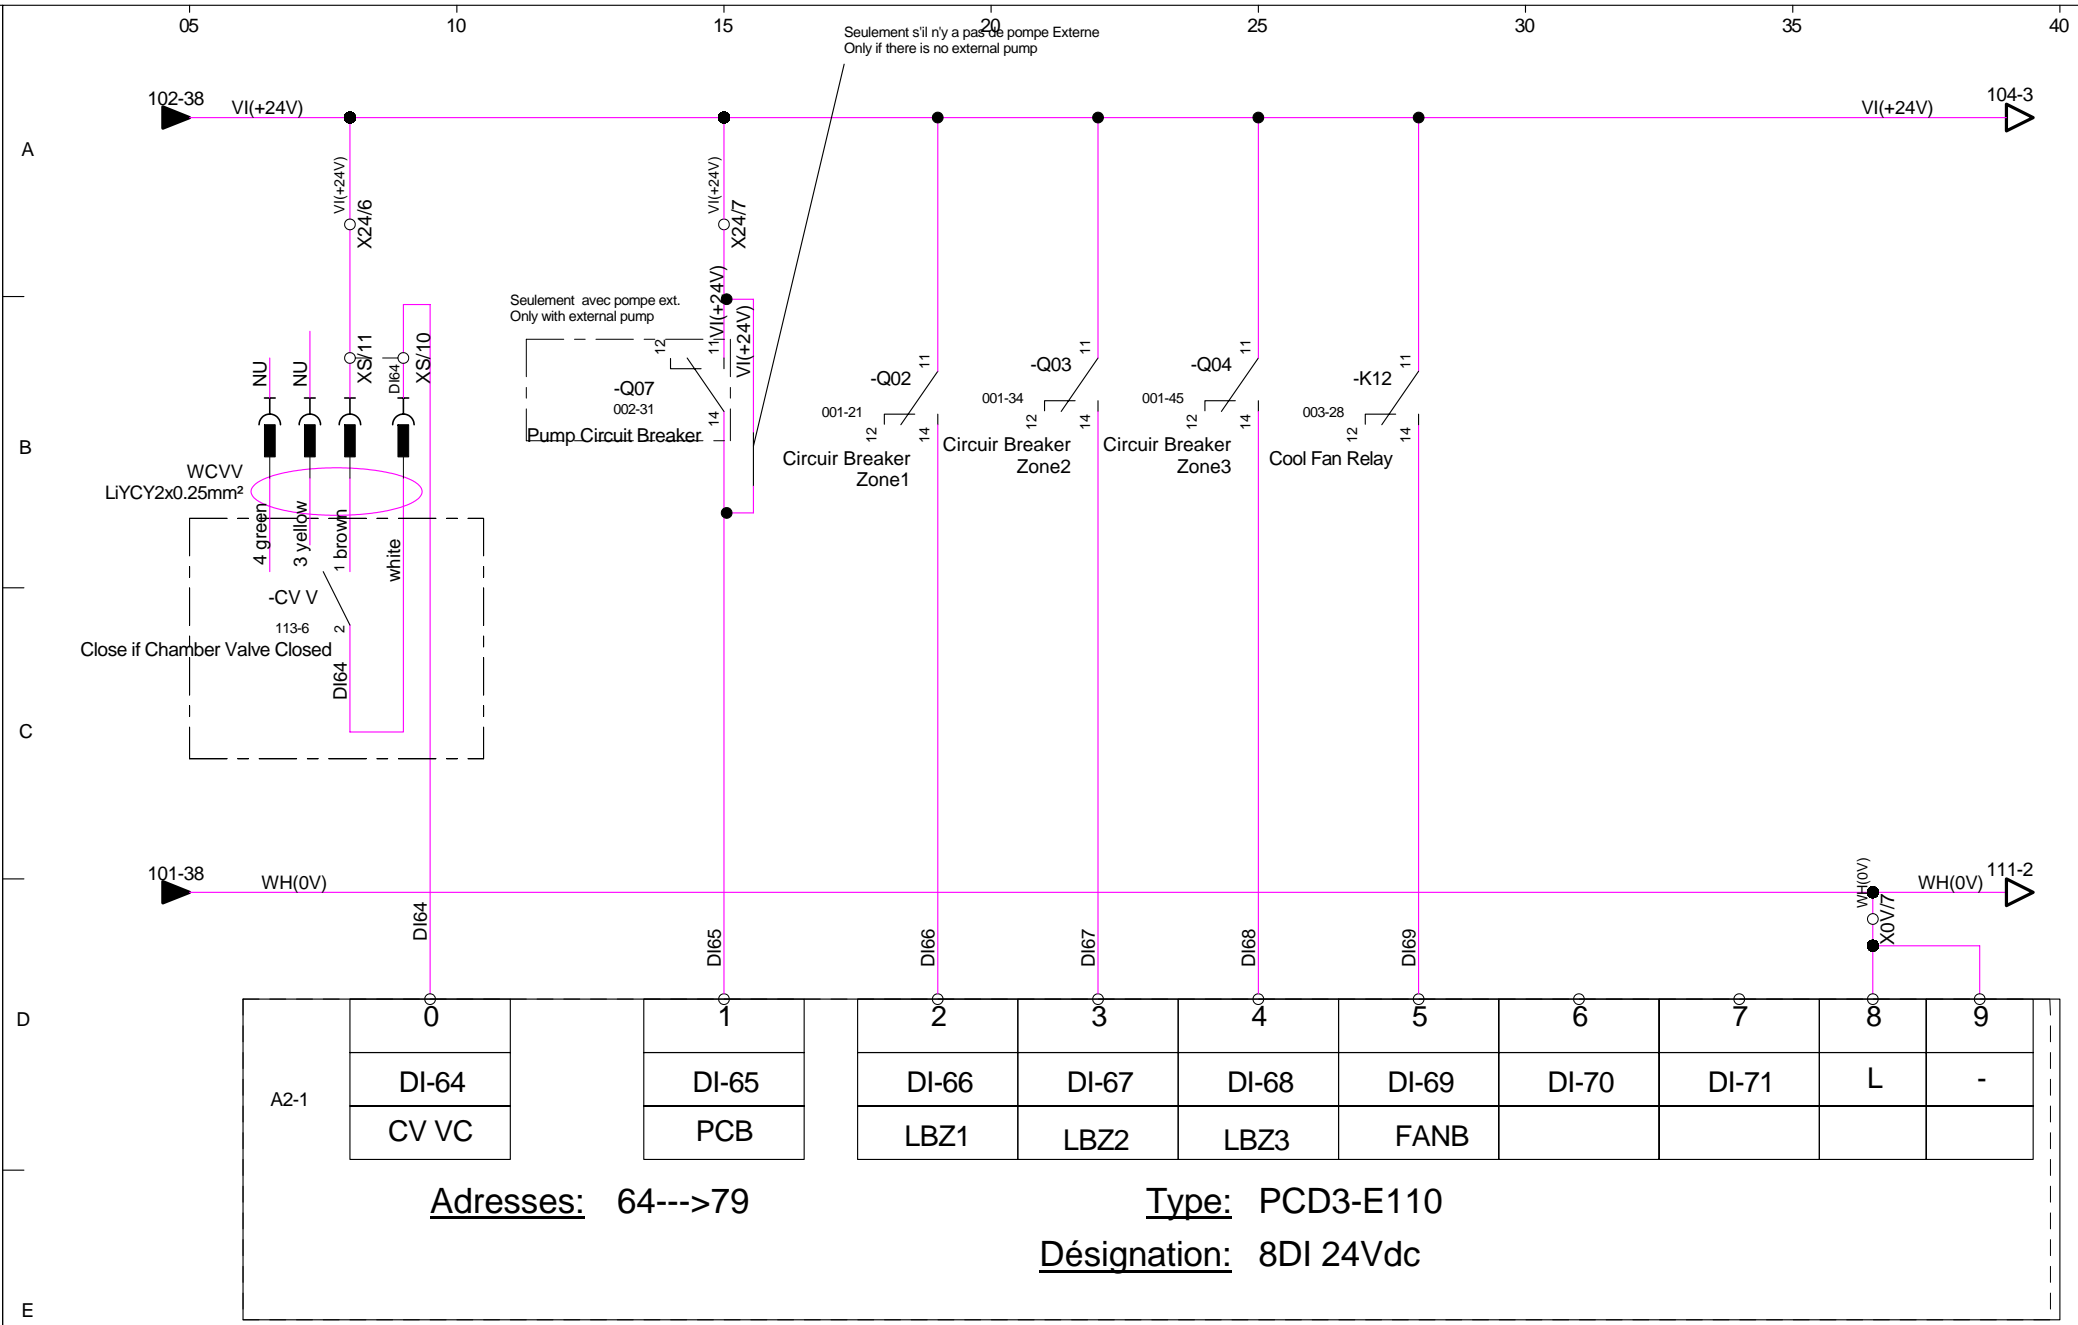 05 10 20 25 30 35 40
Seulement s'il n'y a pas de pompe Externe
Only if there is no external pump
102-38
VI(+24V)
VI(+24V)
104-3
A
VI(+24V)
X24/6
VI(+24V)
X24/7
Seulement avec pompe ext.
Only with external pump
VI(+24V)
VI(+24V)
NU
NU
XS/11
DI64
XS/10
12
11
-Q07
002-31
14
Pump Circuit Breaker
-Q02
11
001-21
12
14
Circuir Breaker
Zone1
-Q03
11
001-34
12
14
Circuir Breaker
Zone2
-Q04
11
001-45
12
14
Circuir Breaker
Zone3
-K12
11
003-28
12
14
Cool Fan Relay
B
WCVV
LiYCY2x0.25mm²
4 green
3 yellow
1 brown
white
-CV V
113-6
2
Close if Chamber Valve Closed
DI64
C
101-38
WH(0V)
WH(0V)
WH(0V)
111-2
X0V/7
DI64
DI65
DI66
DI67
DI68
DI69
D
0 1 2 3 4 5 6 7 8 9
A2-1
DI-64 DI-65 DI-66 DI-67 DI-68 DI-69 DI-70 DI-71 L -
CV VC PCB LBZ1 LBZ2 LBZ3 FANB
Adresses: 64--->79
Type: PCD3-E110
Désignation: 8DI 24Vdc
E